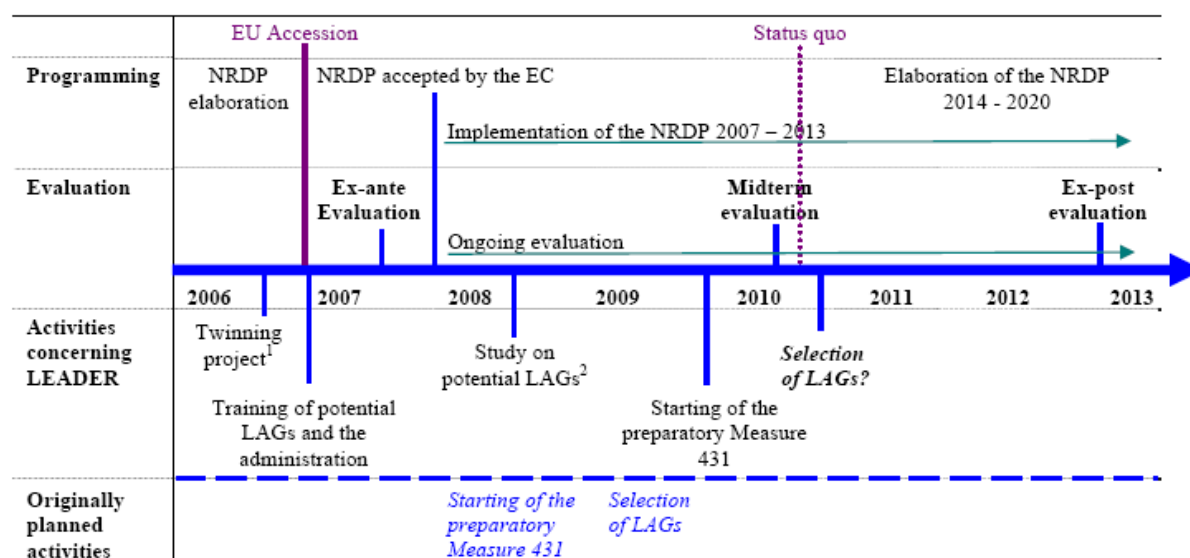 EU Accession
Status quo
Programming
NRDP
elaboration
NRDP accepted by the EC
Elaboration of the NRDP
2014 - 2020
Implementation of the NRDP 2007 – 2013
Evaluation
Ex-ante
Evaluation
Midterm
evaluation
Ex-post
evaluation
Ongoing evaluation
2006 2007 2008 2009 2010 2011 2012 2013
Activities
concerning
LEADER
Twinning
project1
Training of potential
LAGs and the
administration
Study on
potential LAGs2
Starting of the
preparatory Measure
431
Selection
of LAGs?
Originally
planned
activities
Starting of the
preparatory
Measure 431
Selection
of LAGs